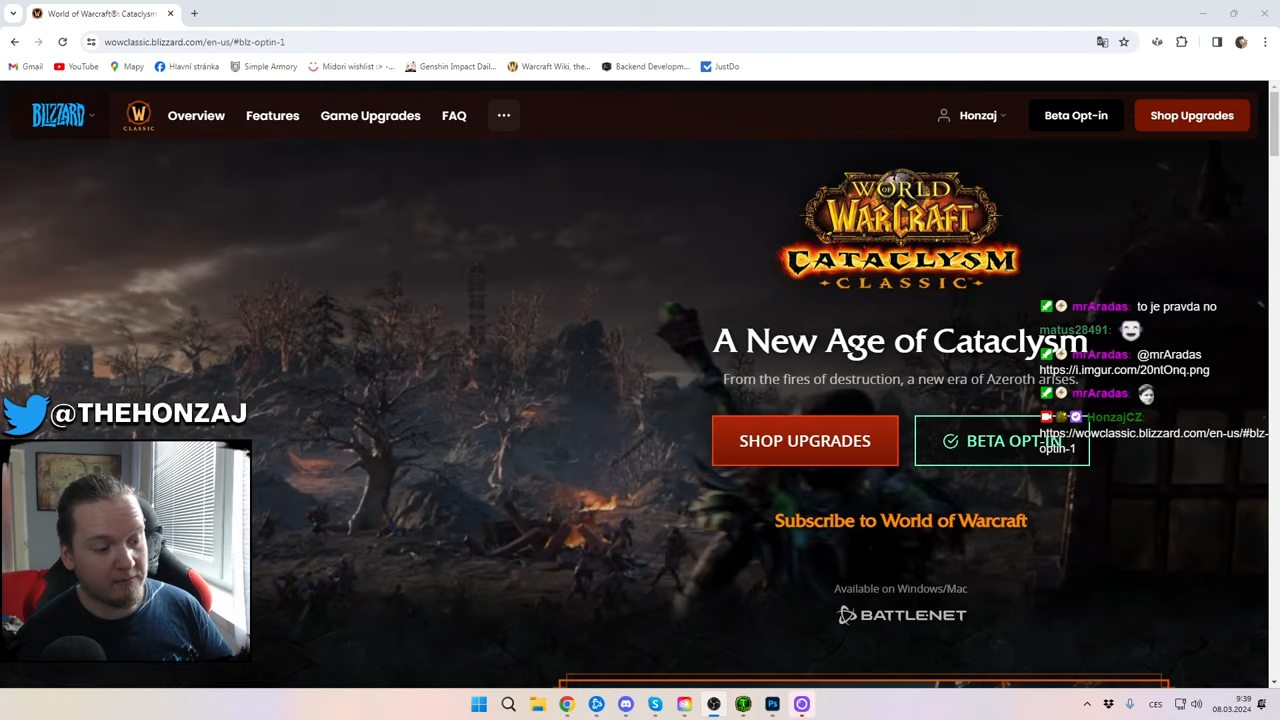 World of Warcraft®: Cataclysm
wowclassic.blizzard.com/en-us/#blz-optin-1
Gmail
YouTube
Mapy
Hlavní stránka
Simple Armory
Midori wishlist :> -...
Genshin Impact Dail...
Warcraft Wiki, the...
Backend Developm...
JustDo
BLIZZARD
W
CLASSIC
Overview
Features
Game Upgrades
FAQ
Honzaj
Beta Opt-in
Shop Upgrades
WORLD
OF
WARCRAFT
CATACLYSM
CLASSIC
mrAradas: to je pravda no
matus28491:
A New Age of Cataclysm
mrAradas: @mrAradas
https://i.imgur.com/20ntOnq.png
From the fires of destruction, a new era of Azeroth arises.
mrAradas:
HonzajCZ:
https://wowclassic.blizzard.com/en-us/#blz-
optin-1
@THEHONZAJ
SHOP UPGRADES
BETA OPT-IN
Subscribe to World of Warcraft
Available on Windows/Mac
BATTLE.NET
CES
9:39
08.03.2024